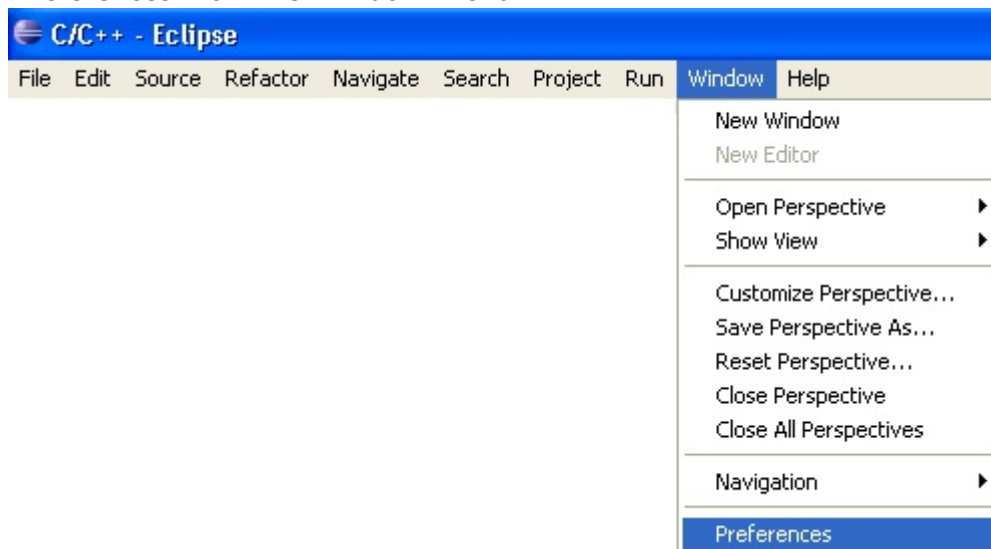 C/C++ - Eclipse
File Edit Source Refactor Navigate Search Project Run Window Help
New Window
New Editor
Open Perspective
Show View
Customize Perspective...
Save Perspective As...
Reset Perspective...
Close Perspective
Close All Perspectives
Navigation
Preferences